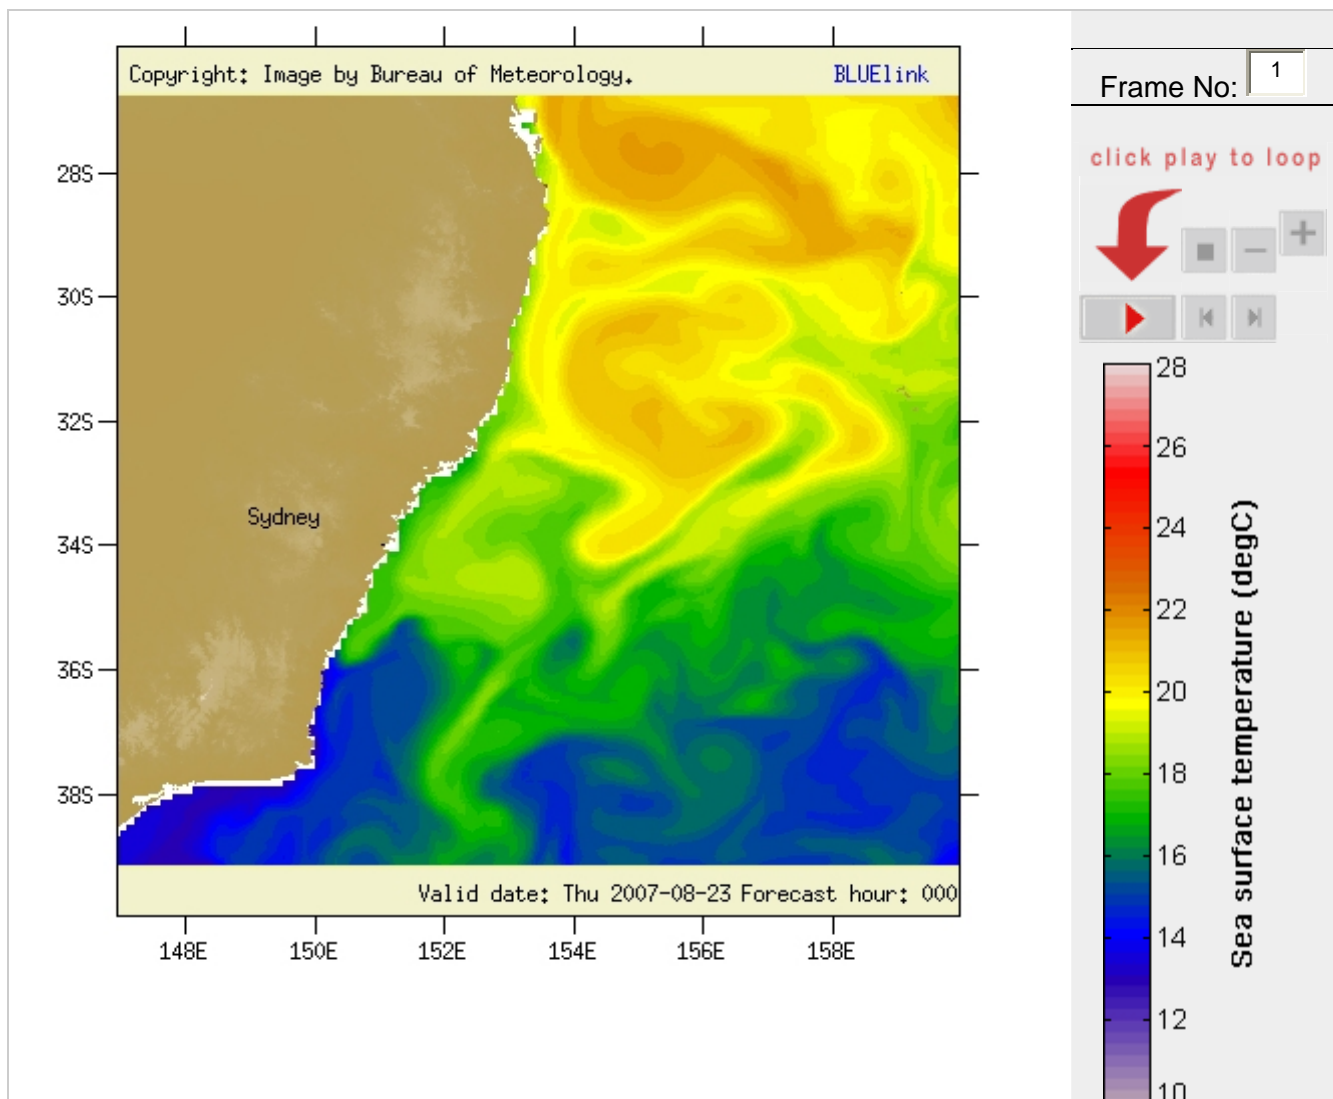 Copyright: Image by Bureau of Meteorology. BLUElink
28S
30S
32S
Sydney
34S
36S
38S
Valid date: Thu 2007-08-23 Forecast hour: 000
148E 150E 152E 154E 156E 158E
Frame No: 1
click play to loop
28
26
24
22
20
18
16
14
12
10
Sea surface temperature (degC)